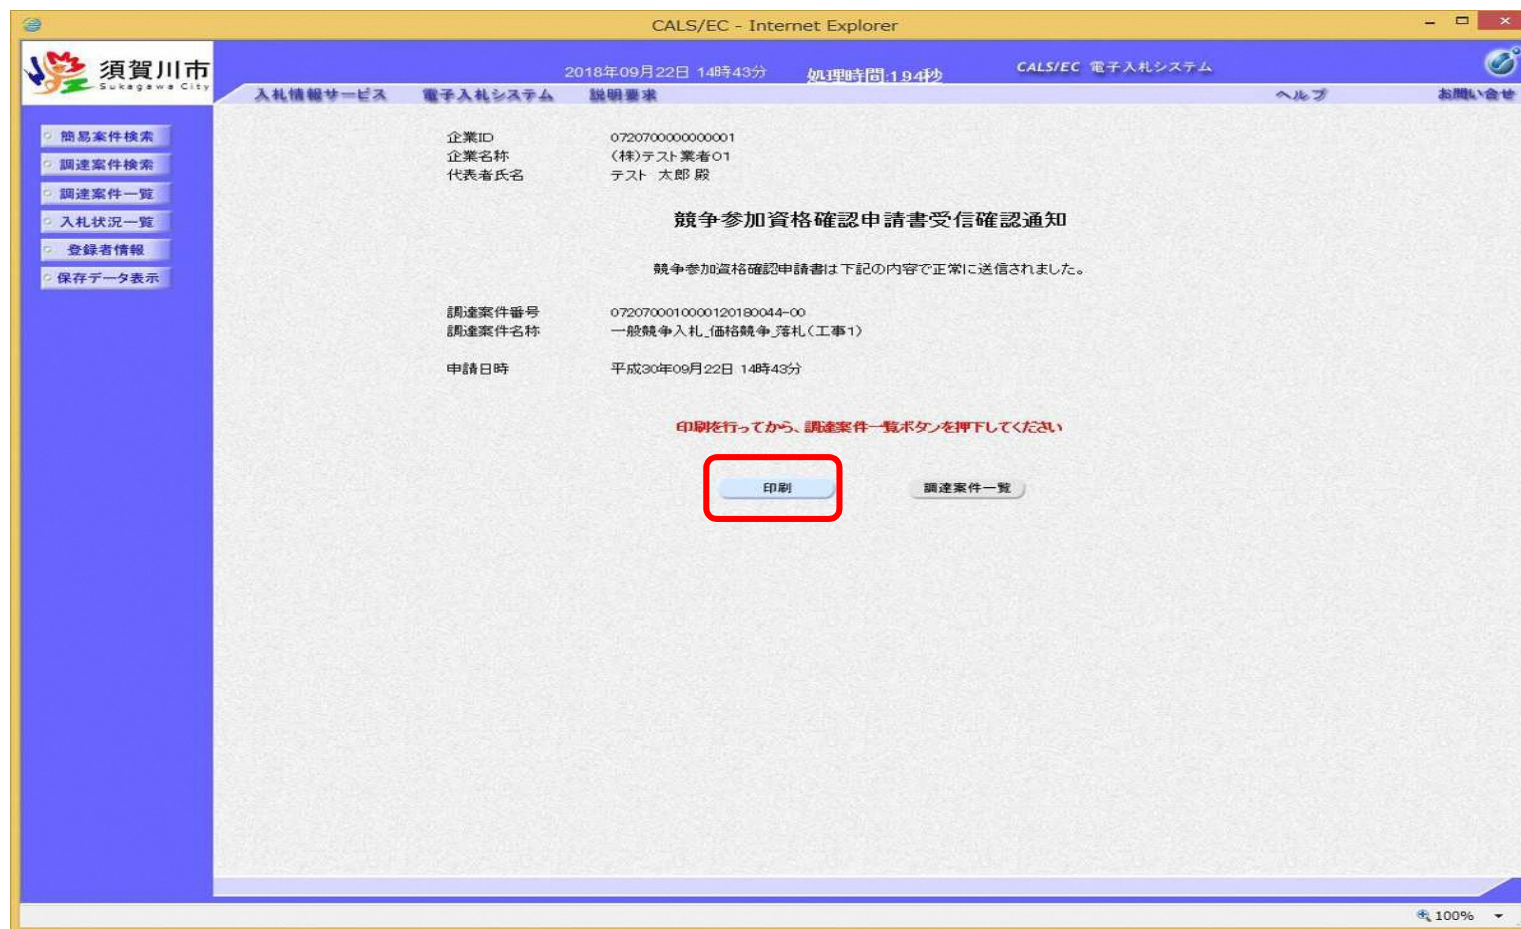 CALS/EC - Internet Explorer
須賀川市
Sukagawa City
2018年09月22日 14時43分
処理時間:1.94秒
CALS/EC 電子入札システム
入札情報サービス
電子入札システム
説明要求
ヘルプ
お問い合せ
簡易案件検索
調達案件検索
調達案件一覧
入札状況一覧
登録者情報
保存データ表示
企業ID 0720700000000001
企業名称 (株)テスト業者01
代表者氏名 テスト 太郎 殿
競争参加資格確認申請書受信確認通知
競争参加資格確認申請書は下記の内容で正常に送信されました。
調達案件番号 0720700010000120180044-00
調達案件名称 一般競争入札_価格競争_落札(工事1)
申請日時 平成30年09月22日 14時43分
印刷を行ってから、調達案件一覧ボタンを押下してください
印刷
調達案件一覧
100%